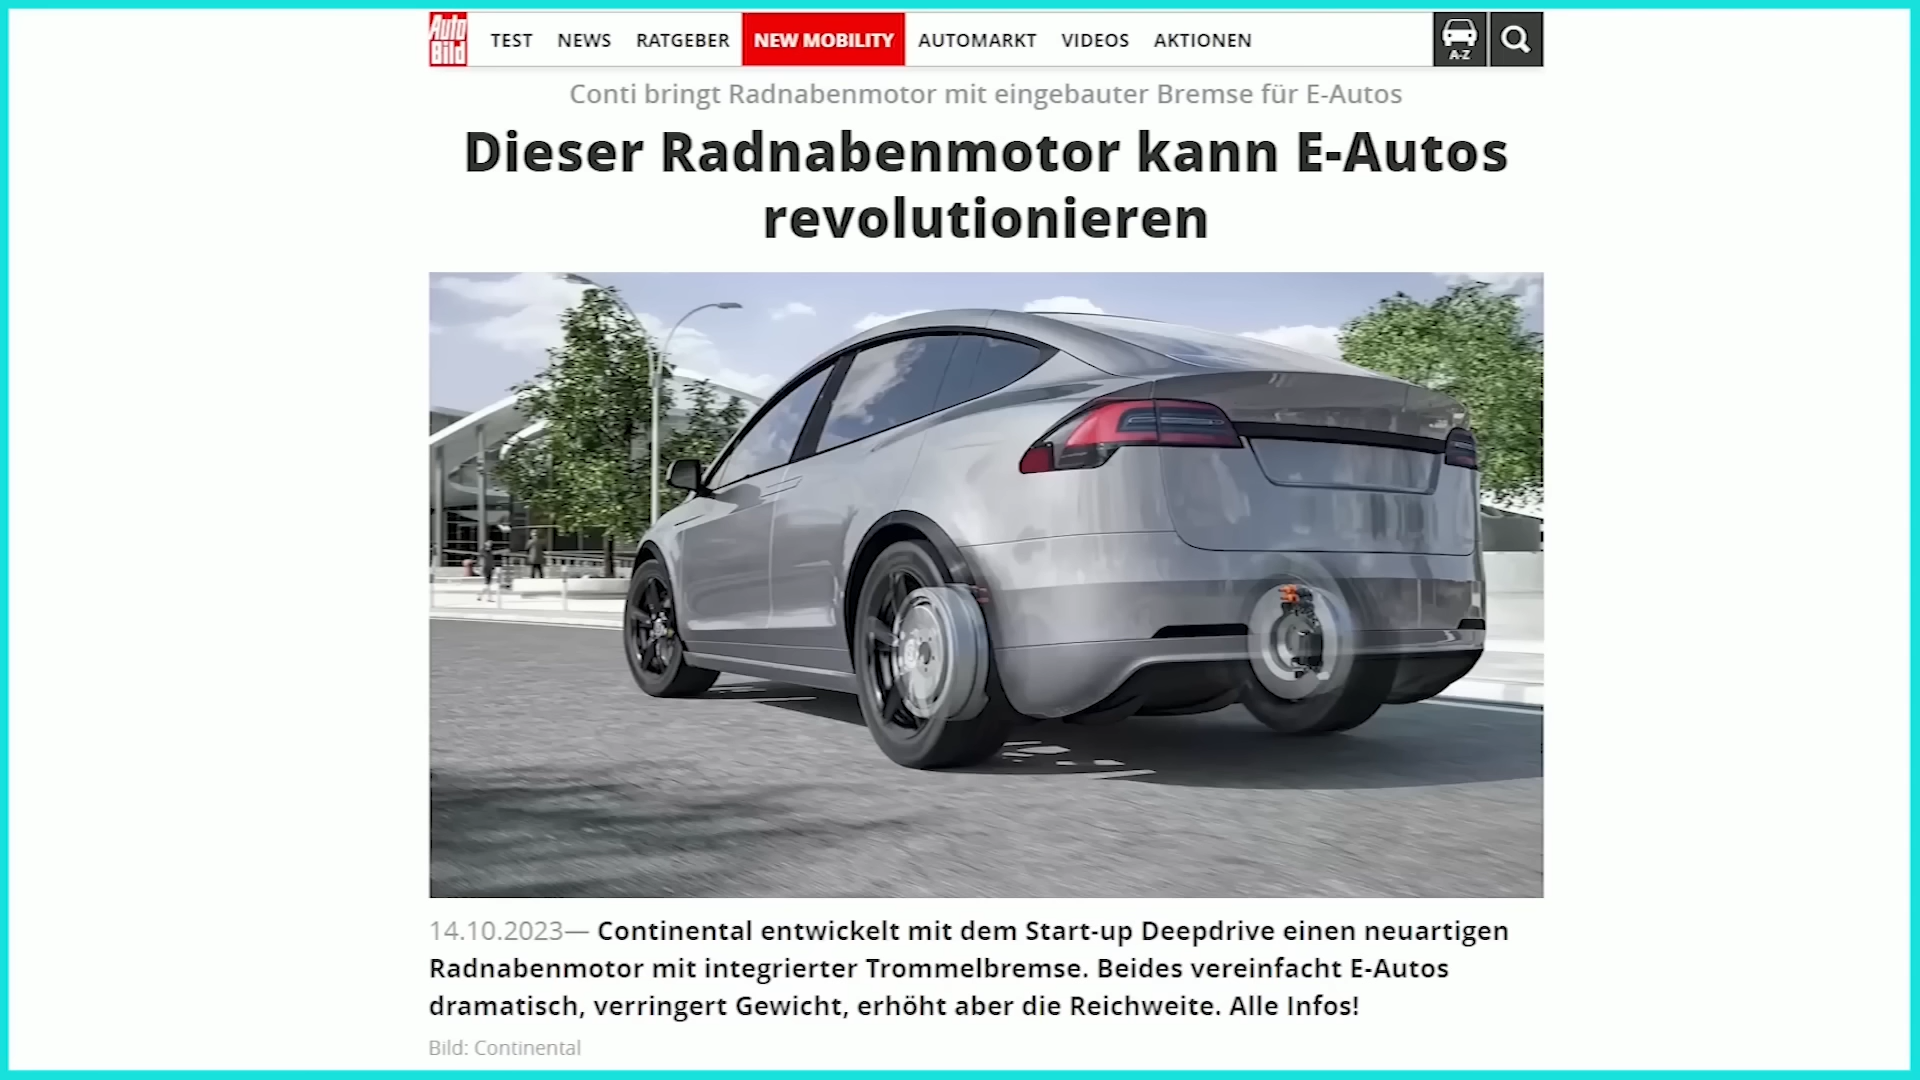 Auto
Bild
TEST NEWS RATGEBER NEW MOBILITY AUTOMARKT VIDEOS AKTIONEN
A-Z
Conti bringt Radnabenmotor mit eingebauter Bremse für E-Autos
Dieser Radnabenmotor kann E-Autos
revolutionieren
14.10.2023— Continental entwickelt mit dem Start-up Deepdrive einen neuartigen
Radnabenmotor mit integrierter Trommelbremse. Beides vereinfacht E-Autos
dramatisch, verringert Gewicht, erhöht aber die Reichweite. Alle Infos!
Bild: Continental